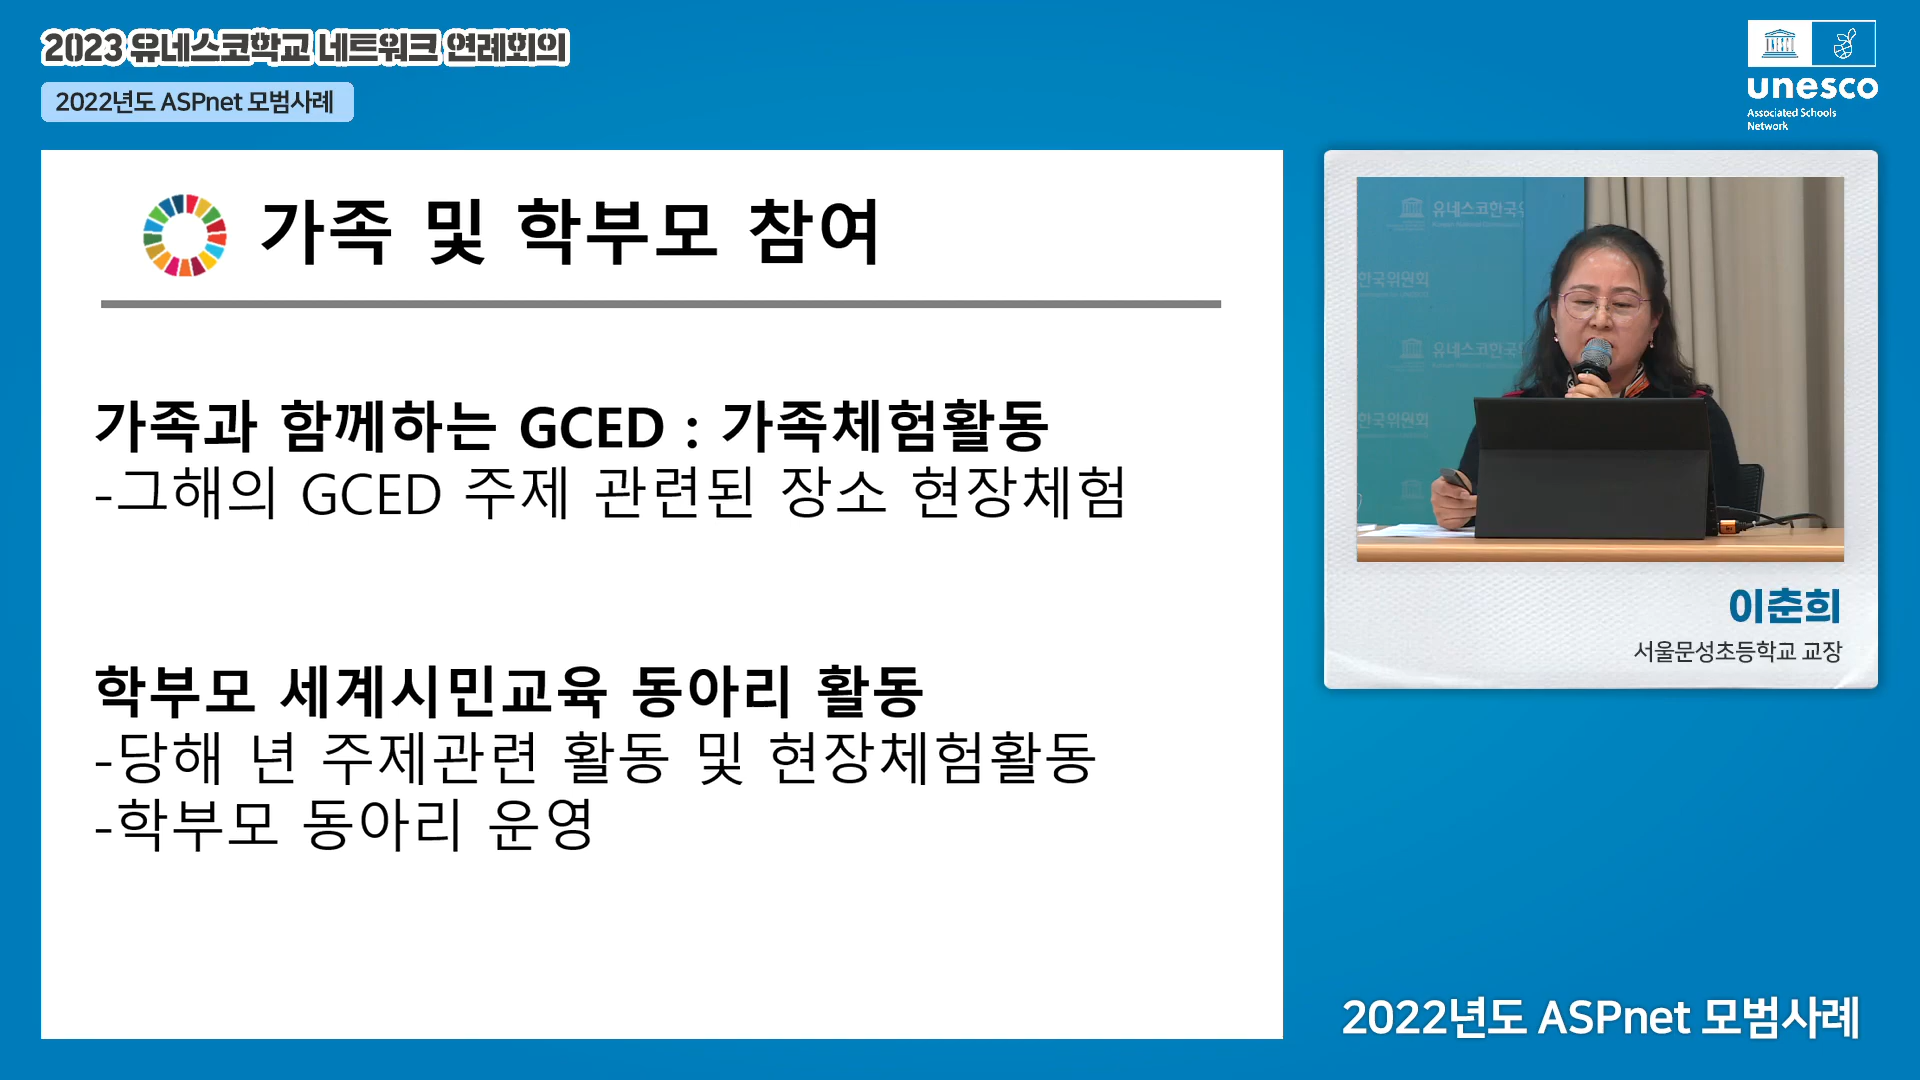 2023 유네스코학교 네트워크 연례회의
2022년도 ASPnet 모범사례
unesco
Associated Schools
Network
가족 및 학부모 참여
가족과 함께하는 GCED : 가족체험활동
-그해의 GCED 주제 관련된 장소 현장체험
학부모 세계시민교육 동아리 활동
-당해 년 주제관련 활동 및 현장체험활동
-학부모 동아리 운영
유네스코한국
한국위원회
유네스코한국
한국위원회
이춘희
서울문성초등학교 교장
2022년도 ASPnet 모범사례